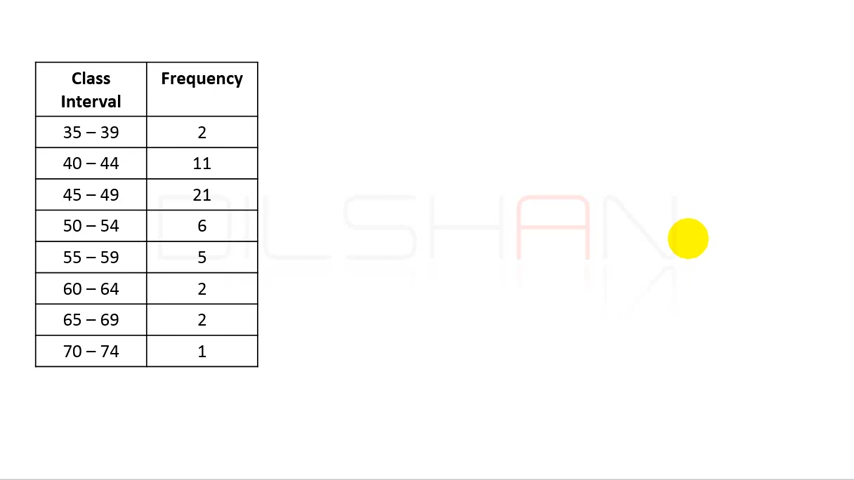 Class Interval Frequency
35 – 39 2
40 – 44 11
45 – 49 21
50 – 54 6
55 – 59 5
60 – 64 2
65 – 69 2
70 – 74 1
DILSHAN